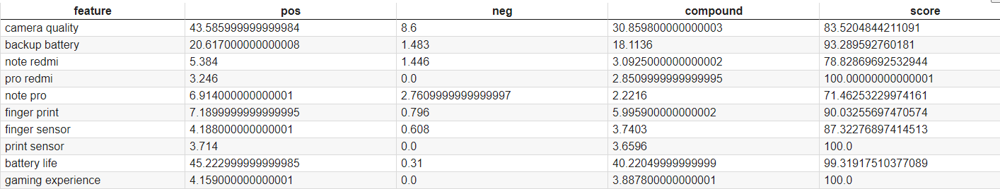 feature pos neg compound score
camera quality 43.585999999999984 8.6 30.859800000000003 83.5204844211091
backup battery 20.617000000000008 1.483 18.1136 93.289592760181
note redmi 5.384 1.446 3.0925000000000002 78.82869692532944
pro redmi 3.246 0.0 2.8509999999999995 100.00000000000001
note pro 6.914000000000001 2.7609999999999997 2.2216 71.46253229974161
finger print 7.1899999999999995 0.796 5.995900000000002 90.03255697470574
finger sensor 4.188000000000001 0.608 3.7403 87.32276897414513
print sensor 3.714 0.0 3.6596 100.0
battery life 45.222999999999985 0.31 40.22049999999999 99.31917510377089
gaming experience 4.159000000000001 0.0 3.887800000000001 100.0